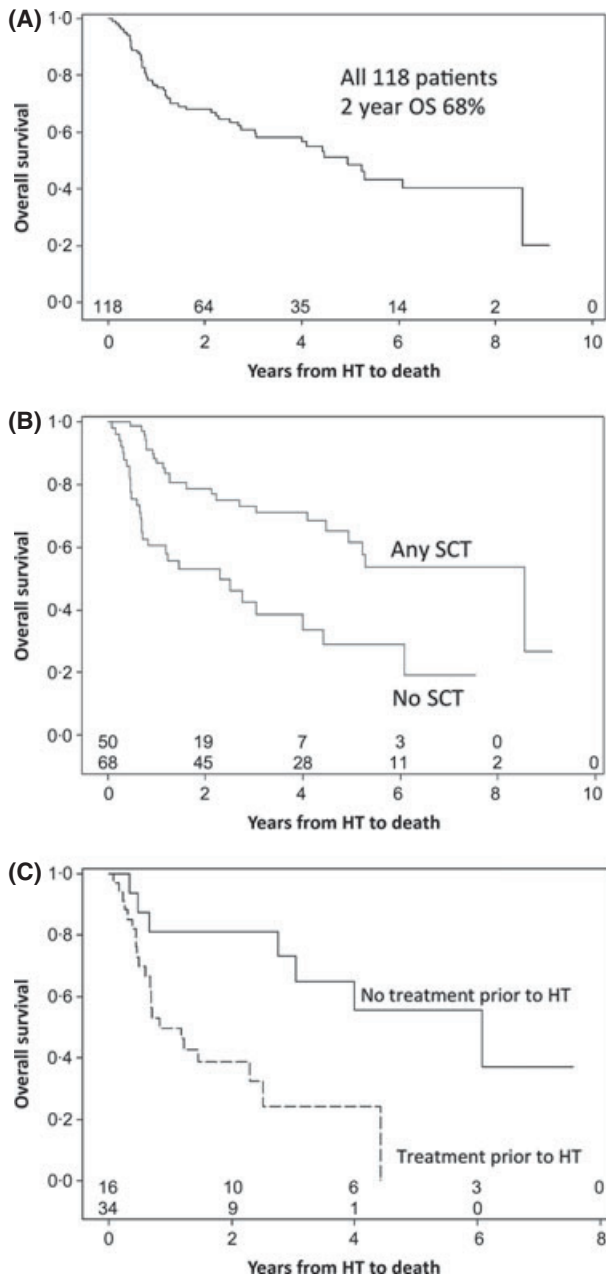 (A)
1·0
0·8
0·6
0·4
0·2
0·0
Overall survival
All 118 patients
2 year OS 68%
118 64 35 14 2 0
0 2 4 6 8 10
Years from HT to death
(B)
1·0
0·8
0·6
0·4
0·2
0·0
Overall survival
Any SCT
No SCT
50 19 7 3 0
68 45 28 11 2 0
0 2 4 6 8 10
Years from HT to death
(C)
1·0
0·8
0·6
0·4
0·2
0·0
Overall survival
No treatment prior to HT
Treatment prior to HT
16 10 6 3 0
34 9 1 0
0 2 4 6 8
Years from HT to death